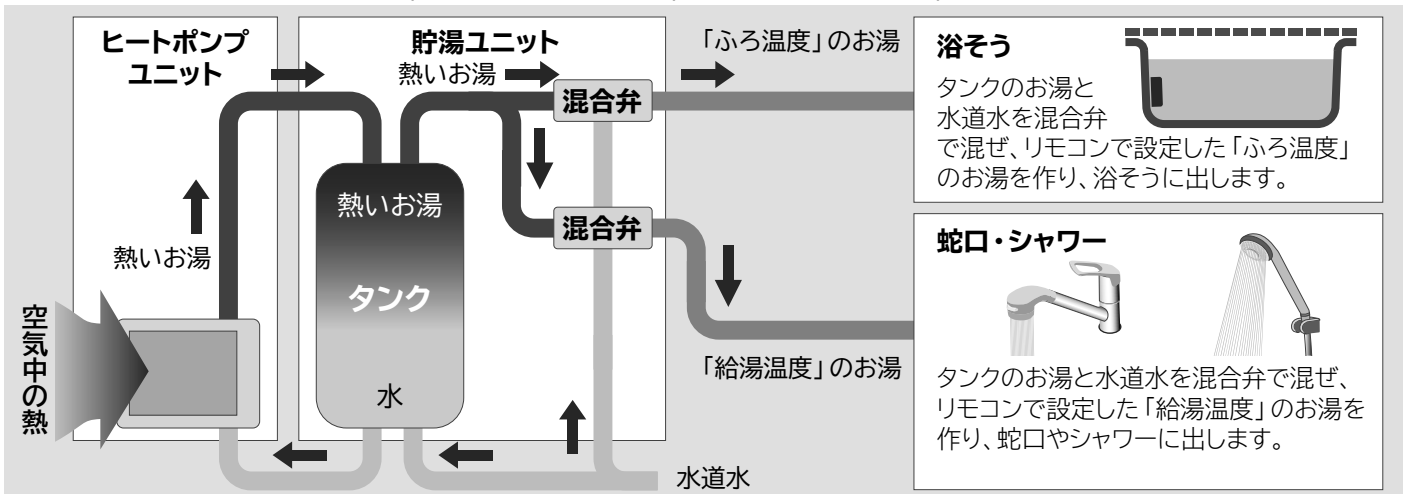 ヒートポンプ
ユニット
貯湯ユニット
熱いお湯
「ふろ温度」のお湯
混合弁
熱いお湯
混合弁
熱いお湯
タンク
水
空気中の熱
「給湯温度」のお湯
水道水
浴そう
タンクのお湯と
水道水を混合弁
で混ぜ、リモコンで設定した「ふろ温度」
のお湯を作り、浴そうに出します。
蛇口・シャワー
タンクのお湯と水道水を混合弁で混ぜ、
リモコンで設定した「給湯温度」のお湯を
作り、蛇口やシャワーに出します。